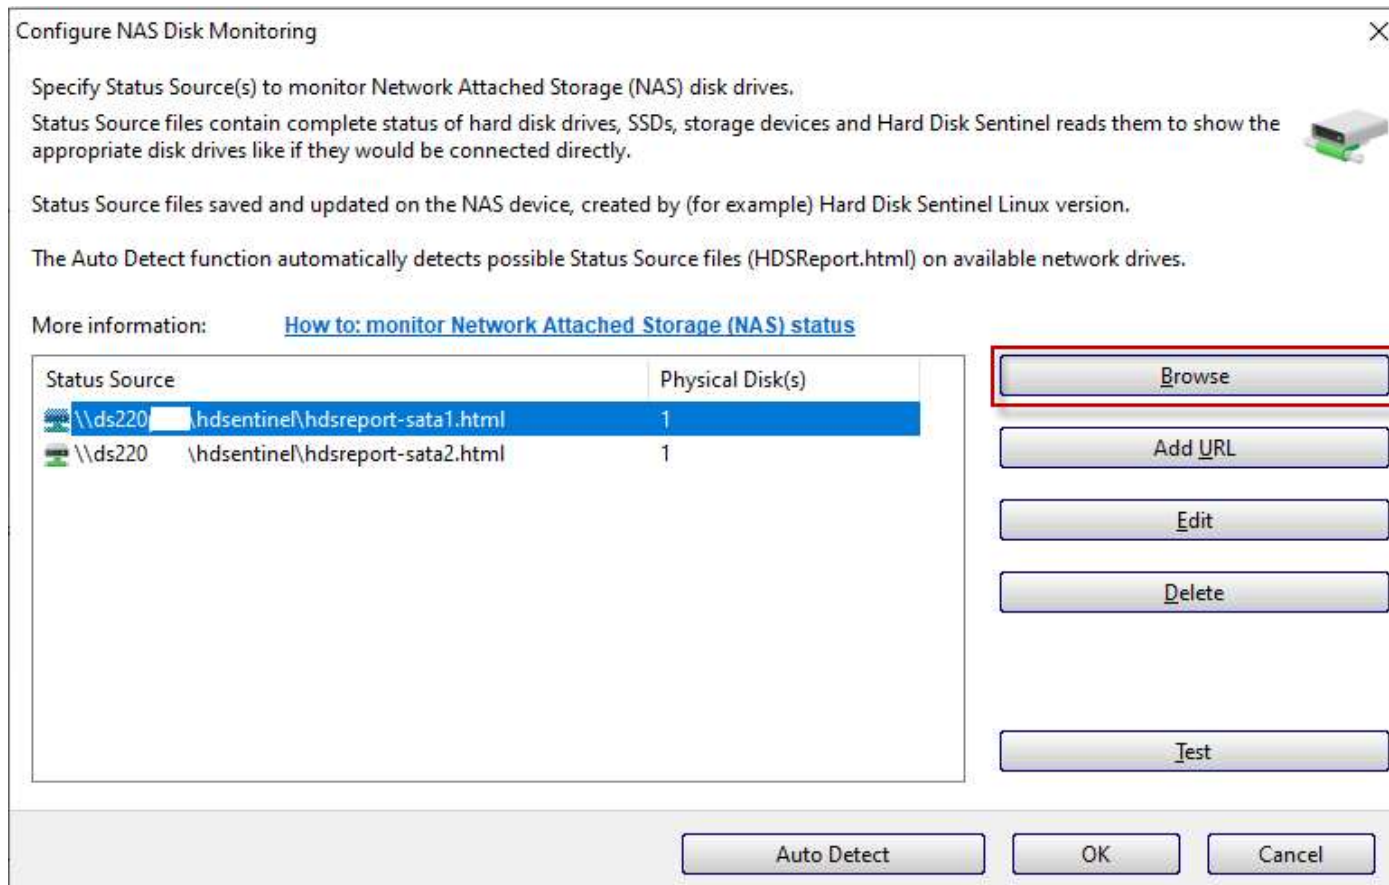 Configure NAS Disk Monitoring
Specify Status Source(s) to monitor Network Attached Storage (NAS) disk drives.
Status Source files contain complete status of hard disk drives, SSDs, storage devices and Hard Disk Sentinel reads them to show the
appropriate disk drives like if they would be connected directly.
Status Source files saved and updated on the NAS device, created by (for example) Hard Disk Sentinel Linux version.
The Auto Detect function automatically detects possible Status Source files (HDSReport.html) on available network drives.
More information: How to: monitor Network Attached Storage (NAS) status
Status Source Physical Disk(s)
\\ds220 \hdsentinel\hdsreport-sata1.html 1
\\ds220 \hdsentinel\hdsreport-sata2.html 1
Browse
Add URL
Edit
Delete
Test
Auto Detect OK Cancel